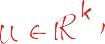 u ∈ ℝ^k,